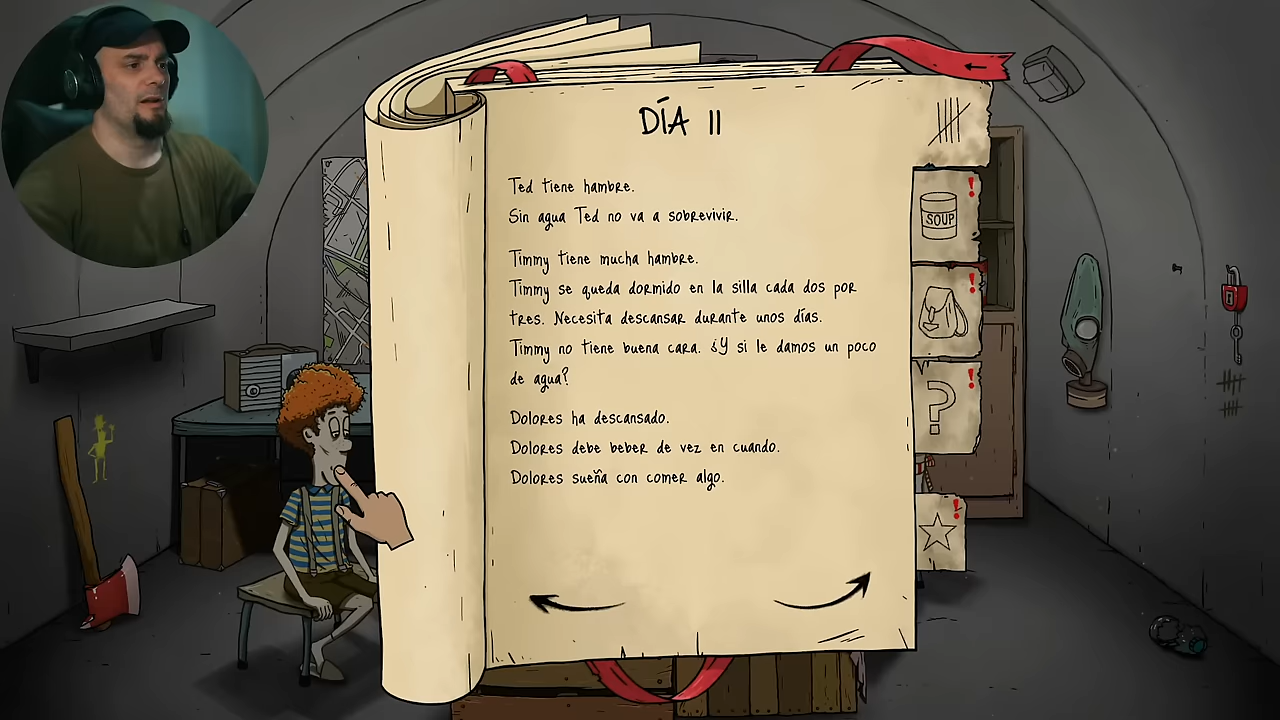 DÍA 11
Ted tiene hambre.
Sin agua Ted no va a sobrevivir.
Timmy tiene mucha hambre.
Timmy se queda dormido en la silla cada dos por
tres. Necesita descansar durante unos días.
Timmy no tiene buena cara. ¿Y si le damos un poco
de agua?
Dolores ha descansado.
Dolores debe beber de vez en cuando.
Dolores sueña con comer algo.
!
SOUP
!
!
?
!